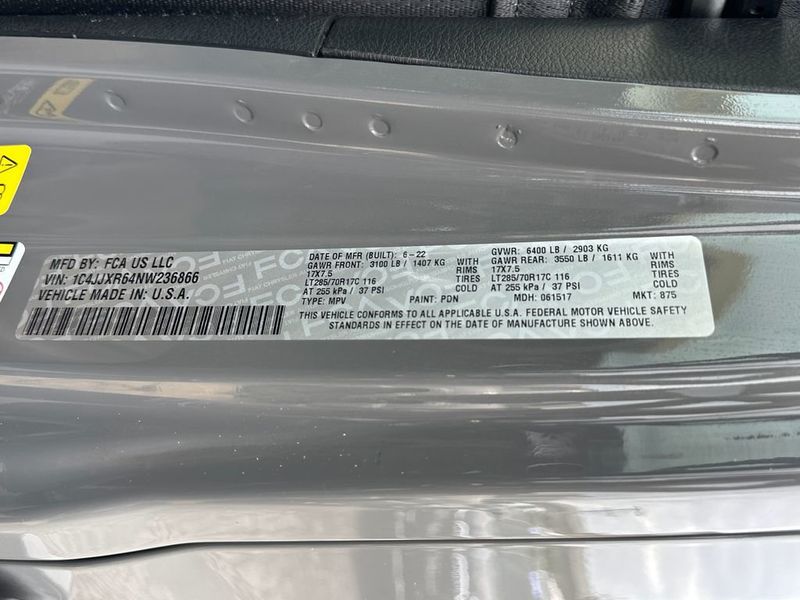 MFD BY: FCA US LLC
VIN: 1C4JJXR64NW236866
VEHICLE MADE IN U.S.A.
DATE OF MFR (BUILT): 6-22 GVWR: 6400 LB / 2903 KG
GAWR FRONT: 3100 LB / 1407 KG WITH GAWR REAR: 3550 LB / 1611 KG WITH
17X7.5 RIMS 17X7.5 RIMS
LT285/70R17C 116 TIRES LT285/70R17C 116 TIRES
AT 255 kPa / 37 PSI COLD AT 255 kPa / 37 PSI COLD
TYPE: MPV PAINT: PDN MDH: 061517 MKT: 875
THIS VEHICLE CONFORMS TO ALL APPLICABLE U.S.A. FEDERAL MOTOR VEHICLE SAFETY
STANDARDS IN EFFECT ON THE DATE OF MANUFACTURE SHOWN ABOVE.